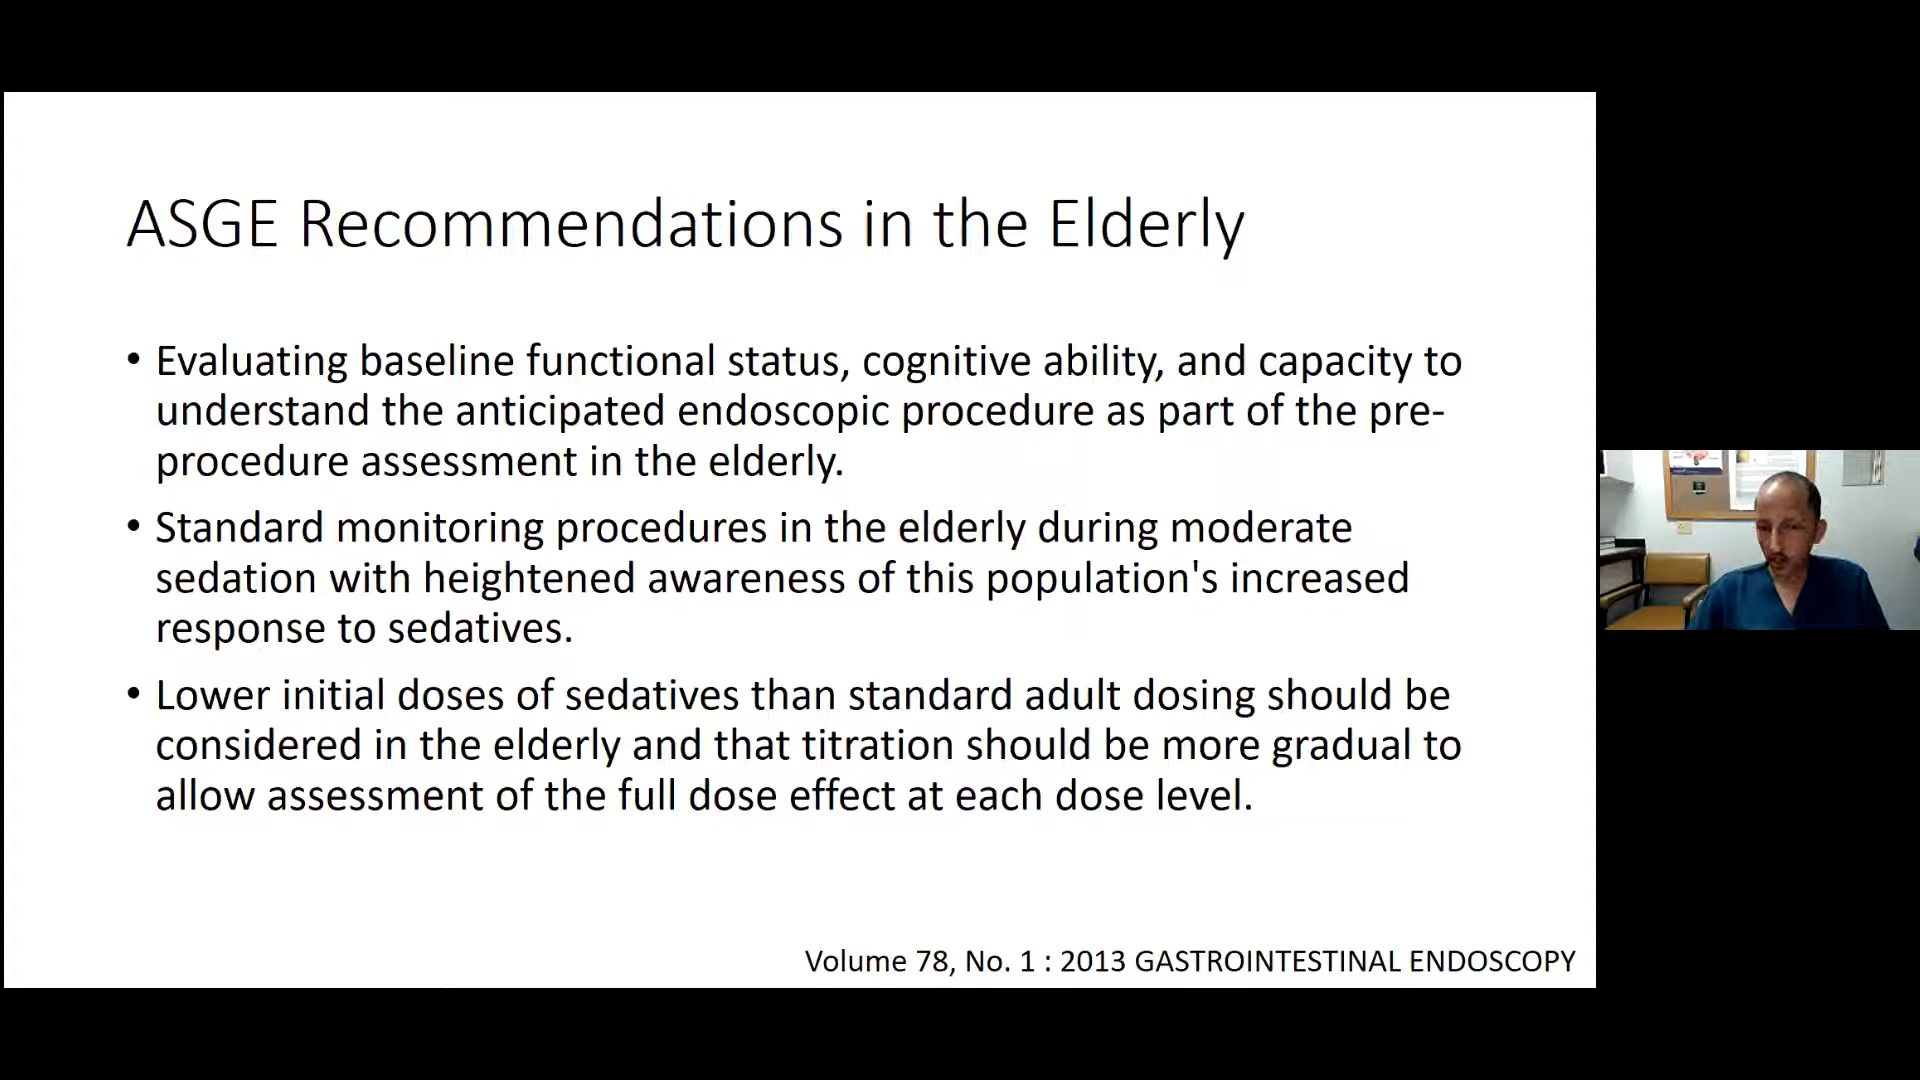 ASGE Recommendations in the Elderly
• Evaluating baseline functional status, cognitive ability, and capacity to
understand the anticipated endoscopic procedure as part of the pre-
procedure assessment in the elderly.
• Standard monitoring procedures in the elderly during moderate
sedation with heightened awareness of this population's increased
response to sedatives.
• Lower initial doses of sedatives than standard adult dosing should be
considered in the elderly and that titration should be more gradual to
allow assessment of the full dose effect at each dose level.
Volume 78, No. 1 : 2013 GASTROINTESTINAL ENDOSCOPY